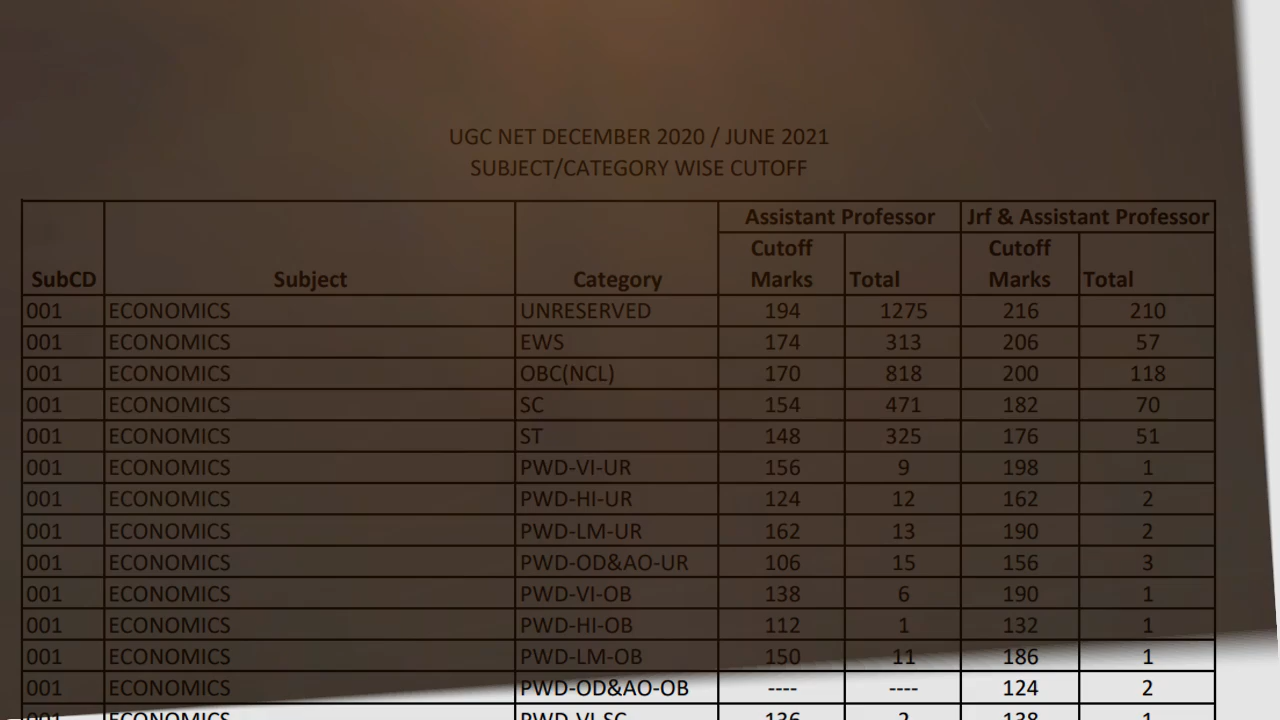 UGC NET DECEMBER 2020 / JUNE 2021
SUBJECT/CATEGORY WISE CUTOFF
Assistant Professor Jrf & Assistant Professor
SubCD Subject Category Cutoff Marks Total Cutoff Marks Total
001 ECONOMICS UNRESERVED 194 1275 216 210
001 ECONOMICS EWS 174 313 206 57
001 ECONOMICS OBC(NCL) 170 818 200 118
001 ECONOMICS SC 154 471 182 70
001 ECONOMICS ST 148 325 176 51
001 ECONOMICS PWD-VI-UR 156 9 198 1
001 ECONOMICS PWD-HI-UR 124 12 162 2
001 ECONOMICS PWD-LM-UR 162 13 190 2
001 ECONOMICS PWD-OD&AO-UR 106 15 156 3
001 ECONOMICS PWD-VI-OB 138 6 190 1
001 ECONOMICS PWD-HI-OB 112 1 132 1
001 ECONOMICS PWD-LM-OB 150 11 186 1
001 ECONOMICS PWD-OD&AO-OB ---- ---- 124 2
001 ECONOMICS PWD-VI-SC 136 2 138 1